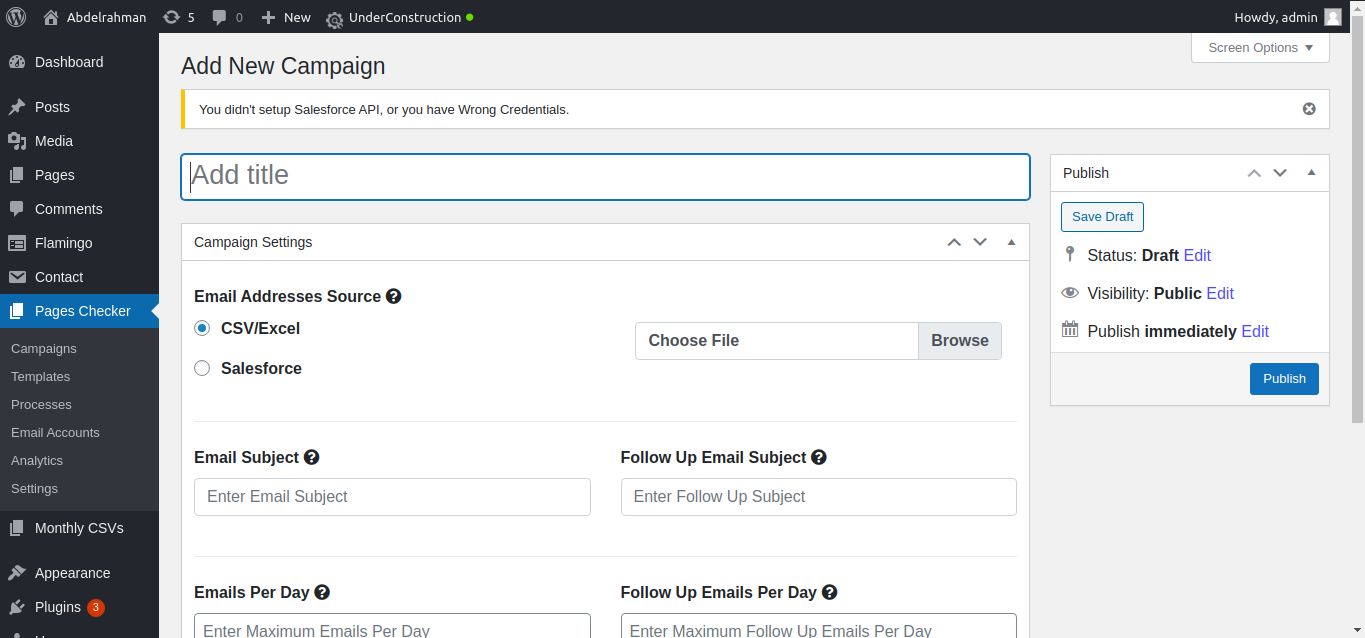 Abdelrahman 5 0 New UnderConstruction Howdy, admin
Screen Options
Dashboard
Posts
Media
Pages
Comments
Flamingo
Contact
Pages Checker
Campaigns
Templates
Processes
Email Accounts
Analytics
Settings
Monthly CSVs
Appearance
Plugins 3
Add New Campaign
You didn't setup Salesforce API, or you have Wrong Credentials.
Add title
Campaign Settings
Email Addresses Source
CSV/Excel
Choose File Browse
Salesforce
Email Subject Follow Up Email Subject
Enter Email Subject Enter Follow Up Subject
Emails Per Day Follow Up Emails Per Day
Enter Maximum Emails Per Day Enter Maximum Follow Up Emails Per Day
Publish
Save Draft
Status: Draft Edit
Visibility: Public Edit
Publish immediately Edit
Publish